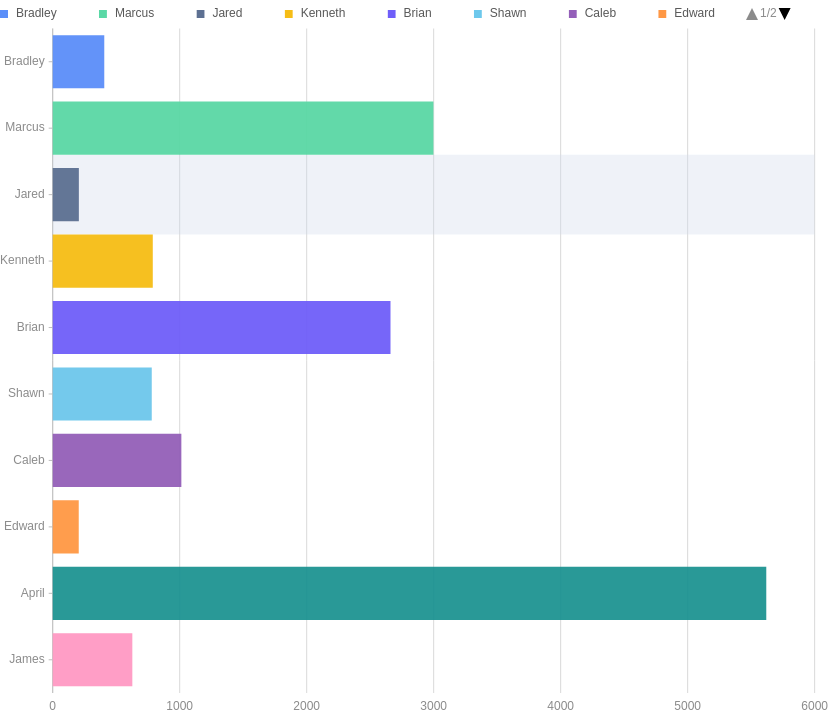 Bradley Marcus Jared Kenneth Brian Shawn Caleb Edward 1/2
Bradley
Marcus
Jared
Kenneth
Brian
Shawn
Caleb
Edward
April
James
0 1000 2000 3000 4000 5000 6000